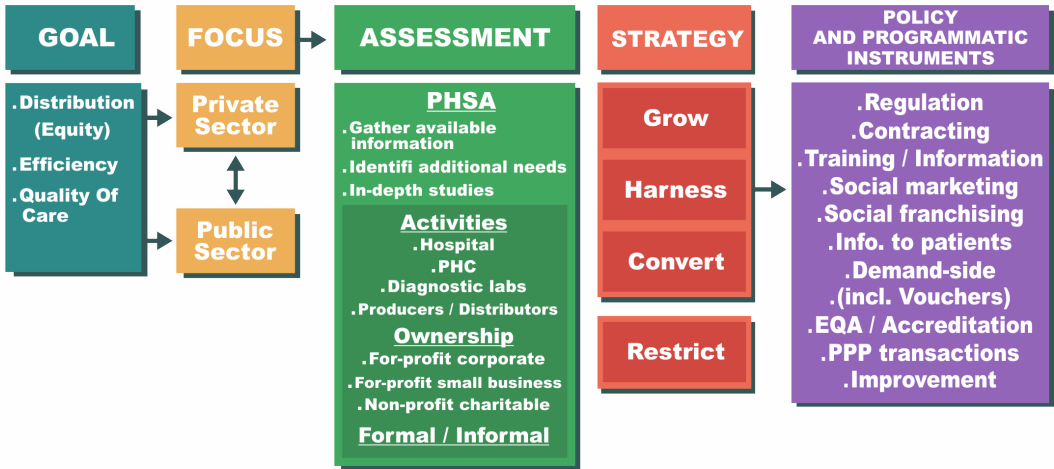 GOAL
FOCUS
ASSESSMENT
STRATEGY
POLICY
AND PROGRAMMATIC
INSTRUMENTS
.Distribution
(Equity)
.Efficiency
.Quality Of
Care
Private
Sector
Public
Sector
PHSA
.Gather available
information
.Identifi additional needs
.In-depth studies
Activities
.Hospital
.PHC
.Diagnostic labs
.Producers / Distributors
Ownership
.For-profit corporate
.For-profit small business
.Non-profit charitable
Formal / Informal
Grow
Harness
Convert
Restrict
.Regulation
.Contracting
.Training / Information
.Social marketing
.Social franchising
.Info. to patients
.Demand-side
.(incl. Vouchers)
.EQA / Accreditation
.PPP transactions
.Improvement